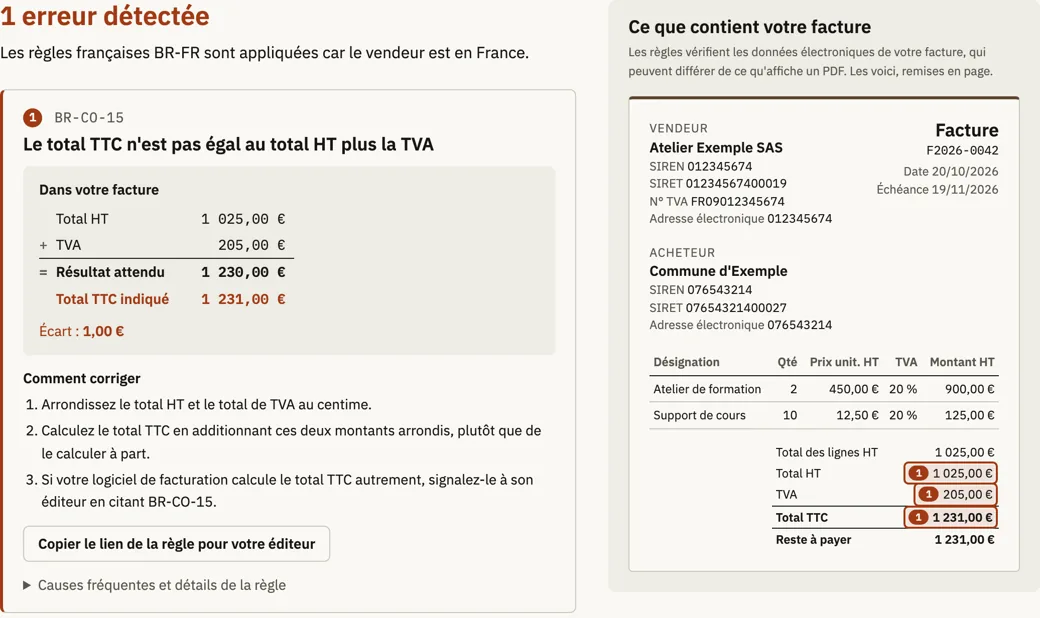 1 erreur détectée
Les règles françaises BR-FR sont appliquées car le vendeur est en France.
1 BR-CO-15
Le total TTC n'est pas égal au total HT plus la TVA
Dans votre facture
Total HT 1 025,00 €
+ TVA 205,00 €
= Résultat attendu 1 230,00 €
Total TTC indiqué 1 231,00 €
Écart : 1,00 €
Comment corriger
1. Arrondissez le total HT et le total de TVA au centime.
2. Calculez le total TTC en additionnant ces deux montants arrondis, plutôt que de
le calculer à part.
3. Si votre logiciel de facturation calcule le total TTC autrement, signalez-le à son
éditeur en citant BR-CO-15.
Copier le lien de la règle pour votre éditeur
▶ Causes fréquentes et détails de la règle
Ce que contient votre facture
Les règles vérifient les données électroniques de votre facture, qui
peuvent différer de ce qu'affiche un PDF. Les voici, remises en page.
VENDEUR
Atelier Exemple SAS
SIREN 012345674
SIRET 01234567400019
N° TVA FR09012345674
Adresse électronique 012345674
Facture
F2026-0042
Date 20/10/2026
Échéance 19/11/2026
ACHETEUR
Commune d'Exemple
SIREN 076543214
SIRET 07654321400027
Adresse électronique 076543214
Désignation Qté Prix unit. HT TVA Montant HT
Atelier de formation 2 450,00 € 20 % 900,00 €
Support de cours 10 12,50 € 20 % 125,00 €
Total des lignes HT 1 025,00 €
Total HT 1 1 025,00 €
TVA 1 205,00 €
Total TTC 1 1 231,00 €
Reste à payer 1 231,00 €